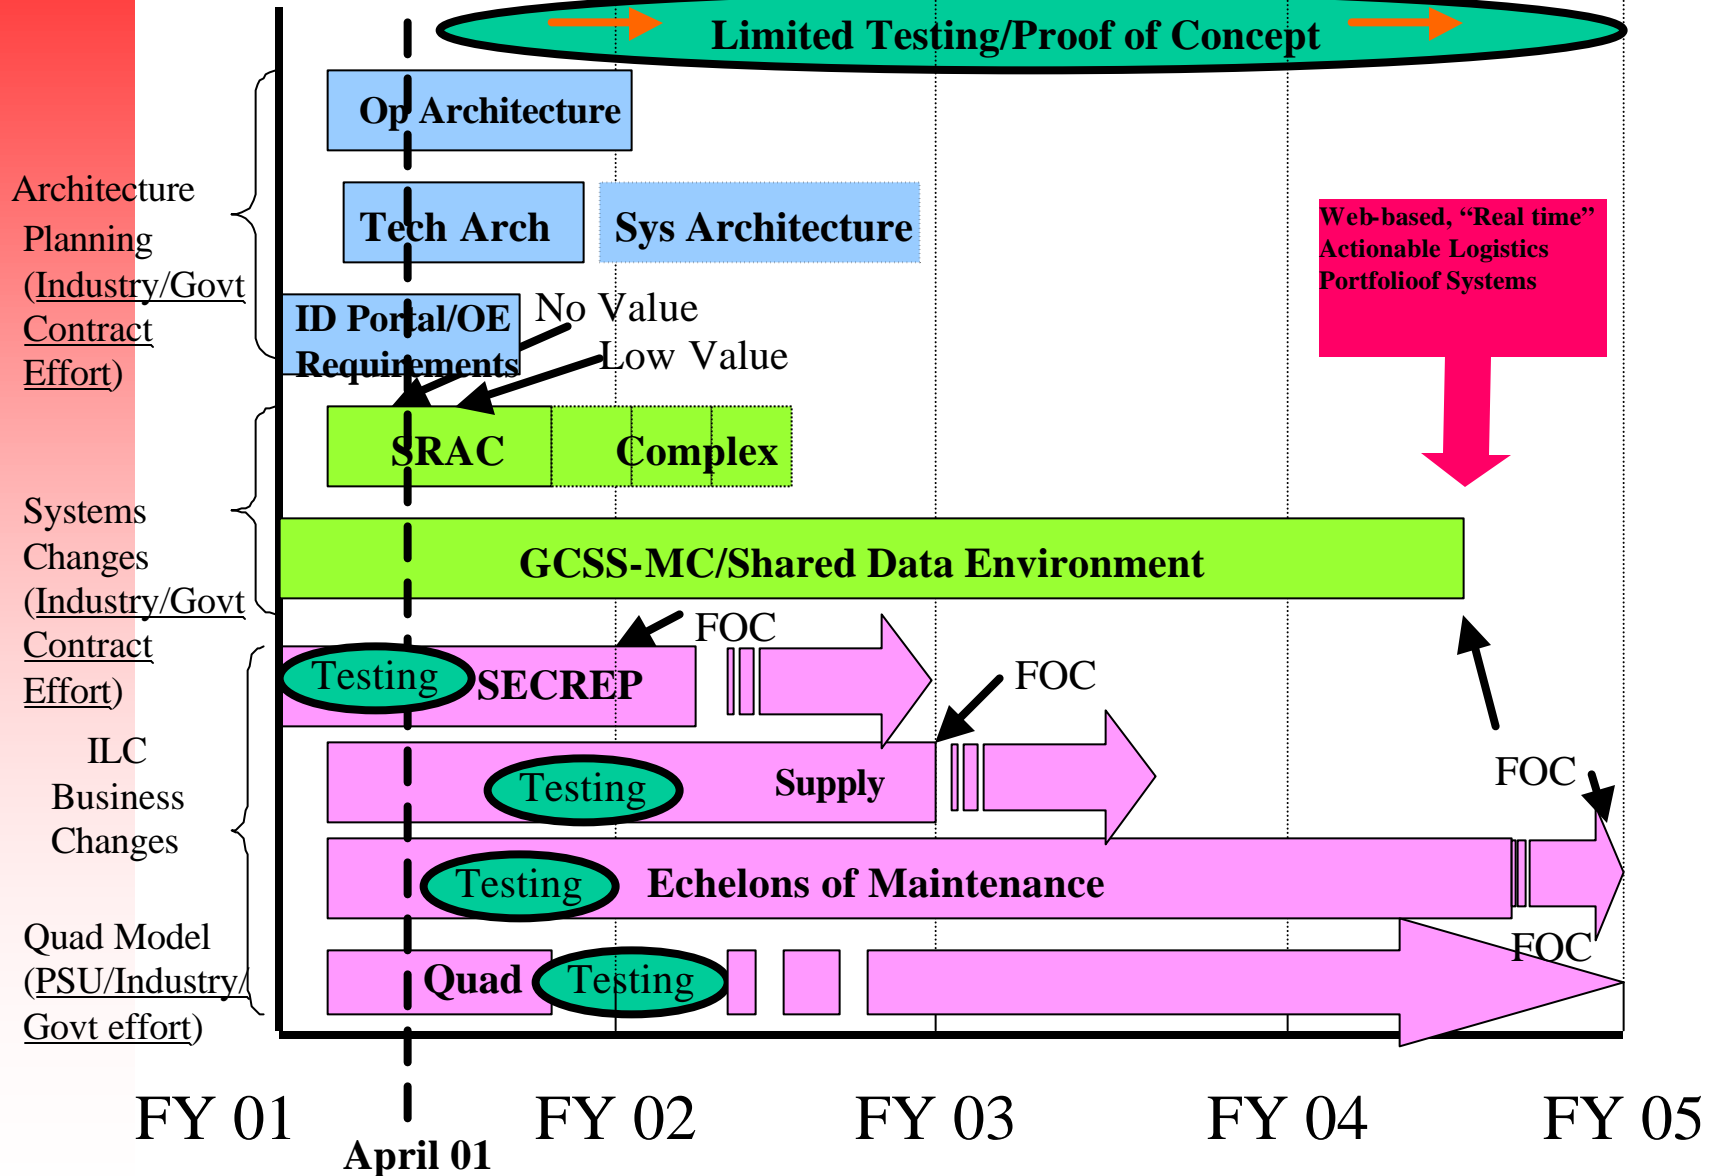 Limited Testing/Proof of Concept
Op Architecture
Architecture
Planning
(Industry/Govt
Contract
Effort)
Tech Arch
Sys Architecture
Web-based, “Real time”
Actionable Logistics
Portfolioof Systems
ID Portal/OE
Requirements
No Value
Low Value
SRAC
Complex
Systems
Changes
(Industry/Govt
Contract
Effort)
GCSS-MC/Shared Data Environment
FOC
Testing
SECREP
FOC
ILC
Business
Changes
Testing
Supply
FOC
Testing
Echelons of Maintenance
FOC
Quad Model
(PSU/Industry/
Govt effort)
Quad
Testing
FY 01
FY 02
FY 03
FY 04
FY 05
April 01